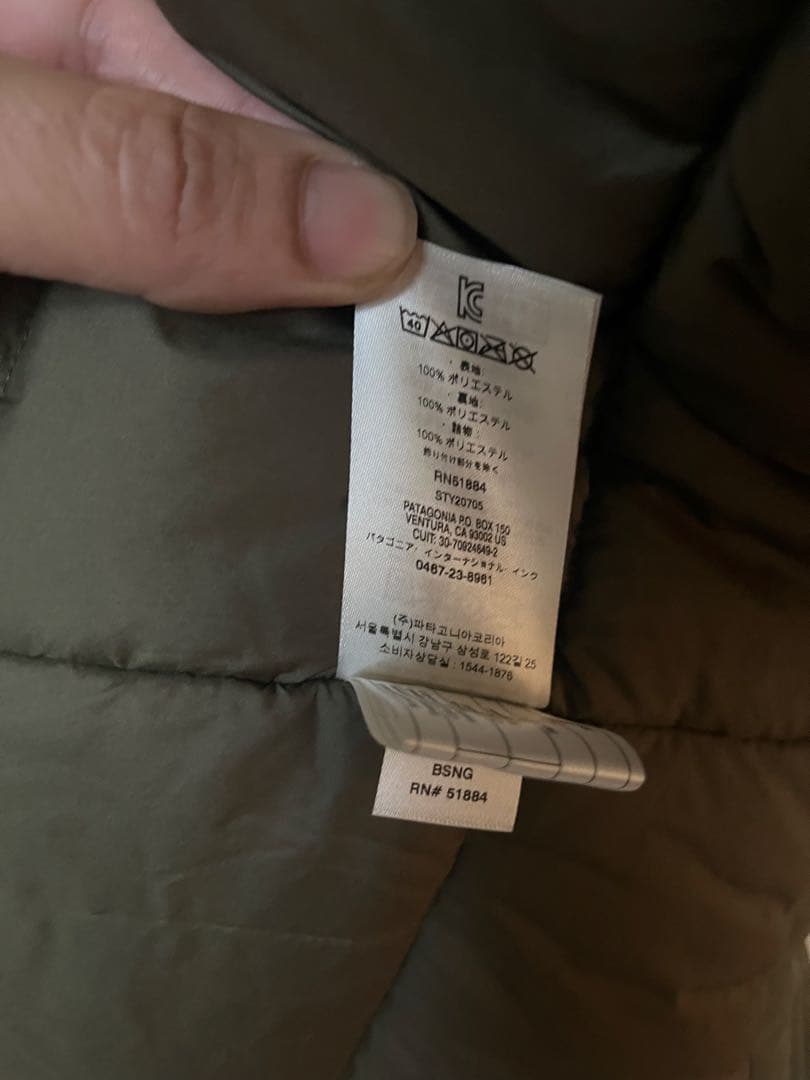 40
・表地:
100% ポリエステル
・裏地:
100% ポリエステル
・詰物:
100% ポリエステル
飾り付け部分を除く
RN51884
STY20705
PATAGONIA P.O. BOX 150
VENTURA, CA 93002 US
CUIT: 30-70924849-2
パタゴニア・インターナショナル・インク
0467-23-8961
(주)파타고니아코리아
서울특별시 강남구 삼성로 122길 25
소비자상담실 : 1544-1876
BSNG
RN# 51884